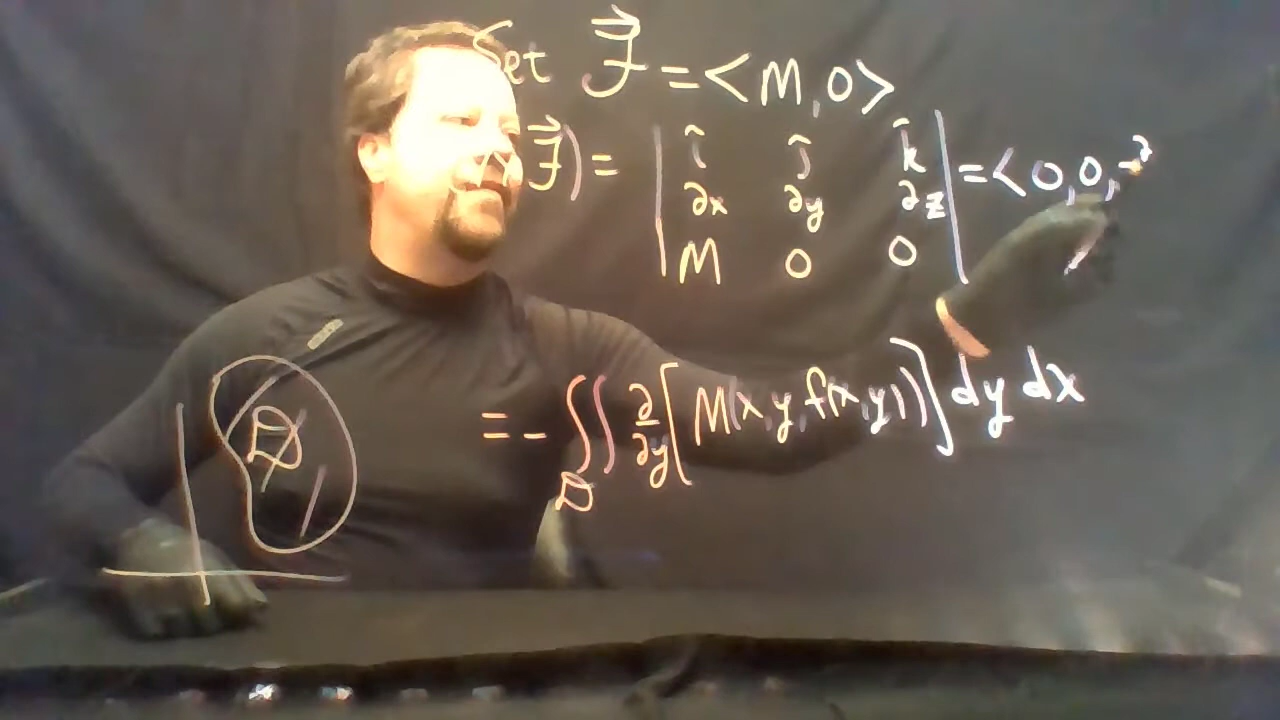 Set F⃗ = <M,0>
F⃗) = | î ĵ k̂ | = <0,0,-∂
∂x ∂y ∂z
M 0 0
D
= - ∬_D ∂/∂y [M(x,y,f(x,y))] dy dx